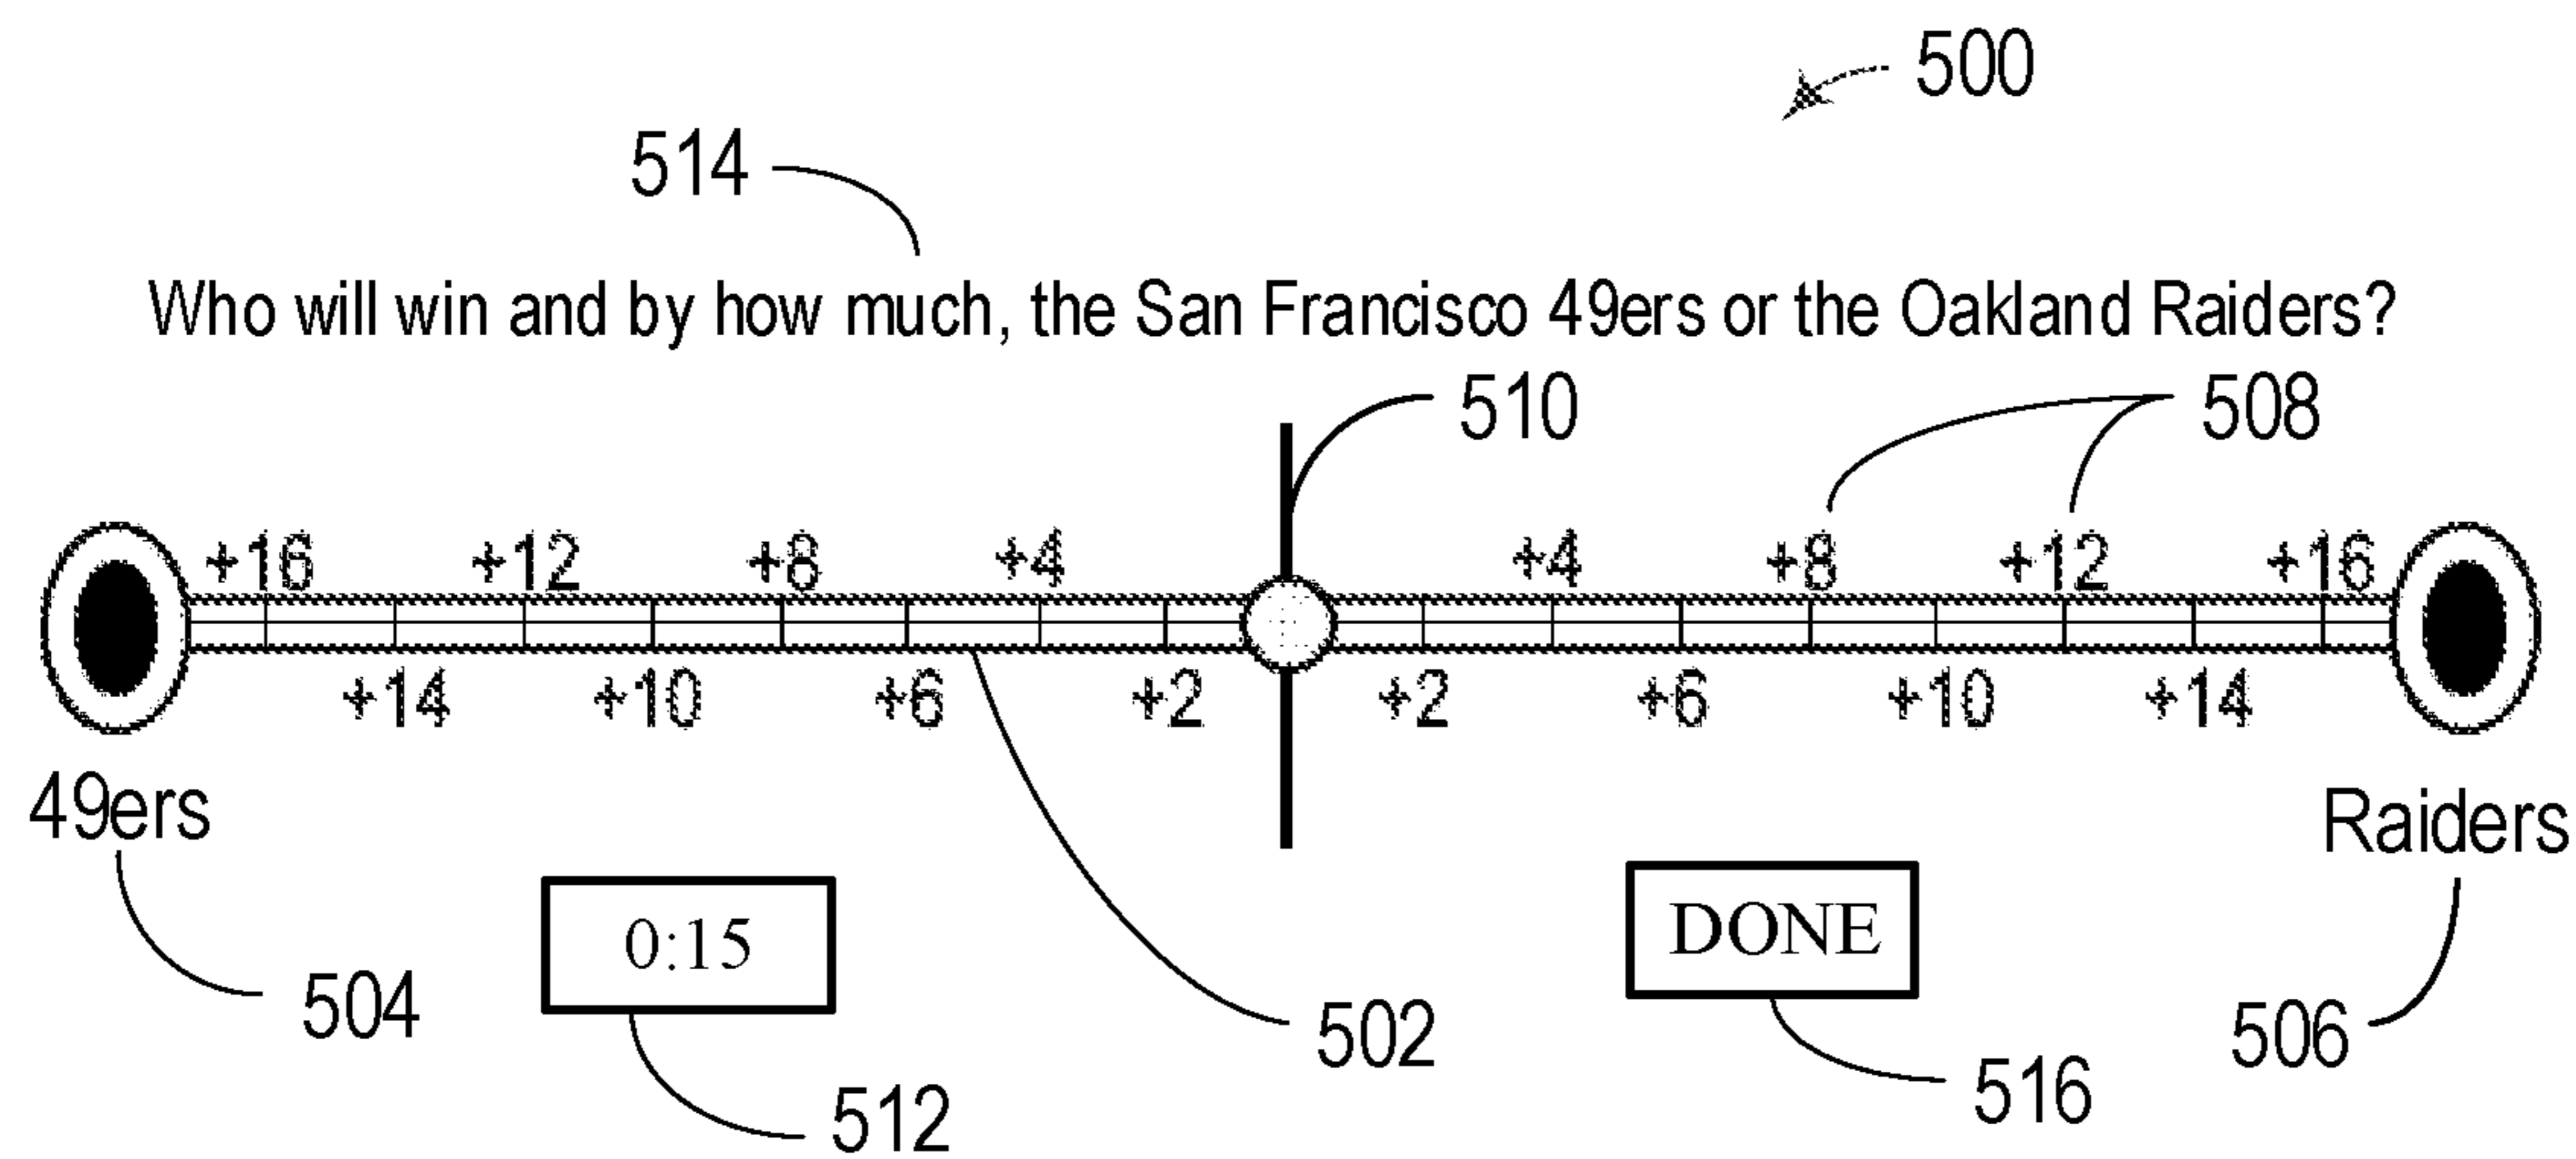 500
514
Who will win and by how much, the San Francisco 49ers or the Oakland Raiders?
510
508
+16 +12 +8 +4 +4 +8 +12 +16
+14 +10 +6 +2 +2 +6 +10 +14
49ers
Raiders
0:15
DONE
504
502
506
512
516